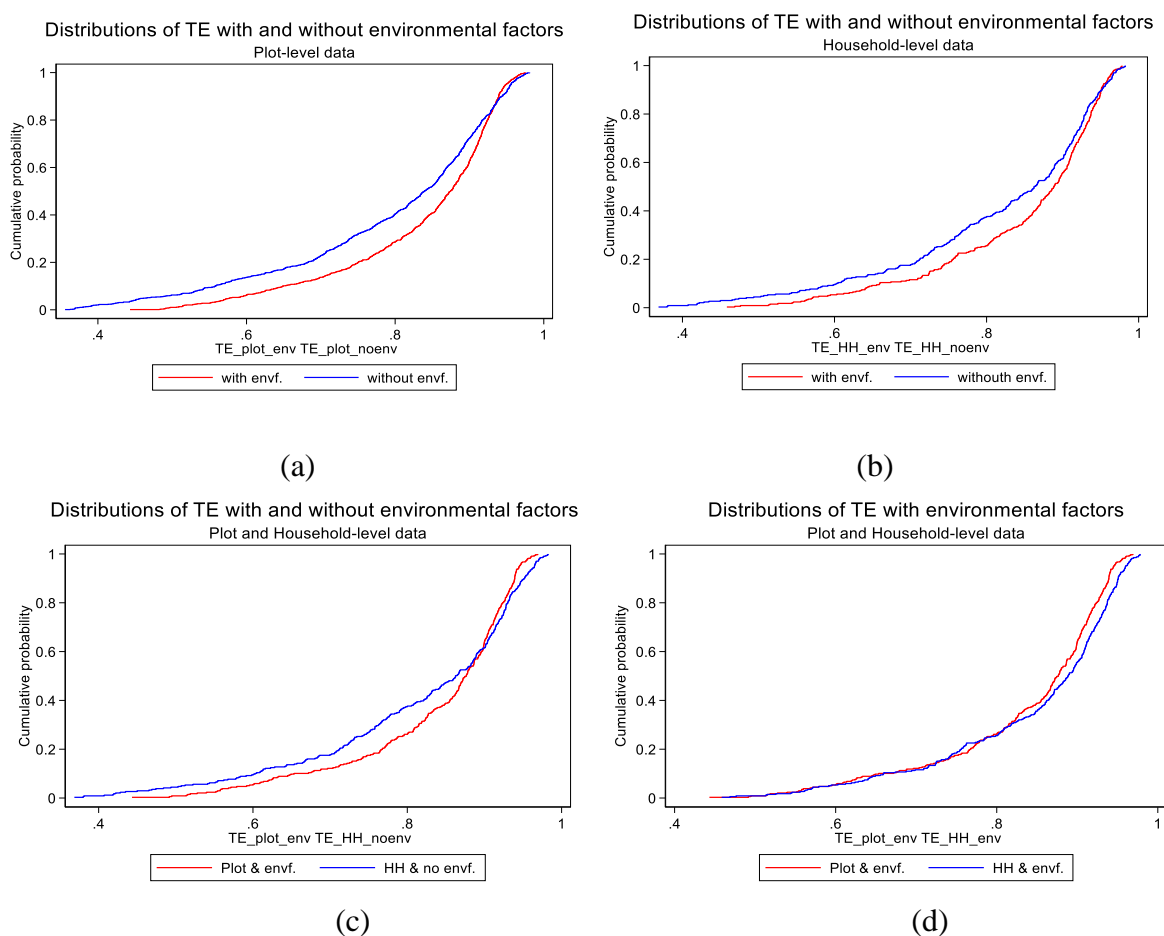 Distributions of TE with and without environmental factors
Plot-level data
Cumulative probability
1
0.8
0.6
0.4
0.2
0
.4 .6 .8 1
TE_plot_env TE_plot_noenv
with envf. without envf.
(a)
Distributions of TE with and without environmental factors
Household-level data
Cumulative probability
1
0.8
0.6
0.4
0.2
0
.4 .6 .8 1
TE_HH_env TE_HH_noenv
with envf. withouth envf.
(b)
Distributions of TE with and without environmental factors
Plot and Household-level data
Cumulative probability
1
0.8
0.6
0.4
0.2
0
.4 .6 .8 1
TE_plot_env TE_HH_noenv
Plot & envf. HH & no envf.
(c)
Distributions of TE with environmental factors
Plot and Household-level data
Cumulative probability
1
0.8
0.6
0.4
0.2
0
.4 .6 .8 1
TE_plot_env TE_HH_env
Plot & envf. HH & envf.
(d)